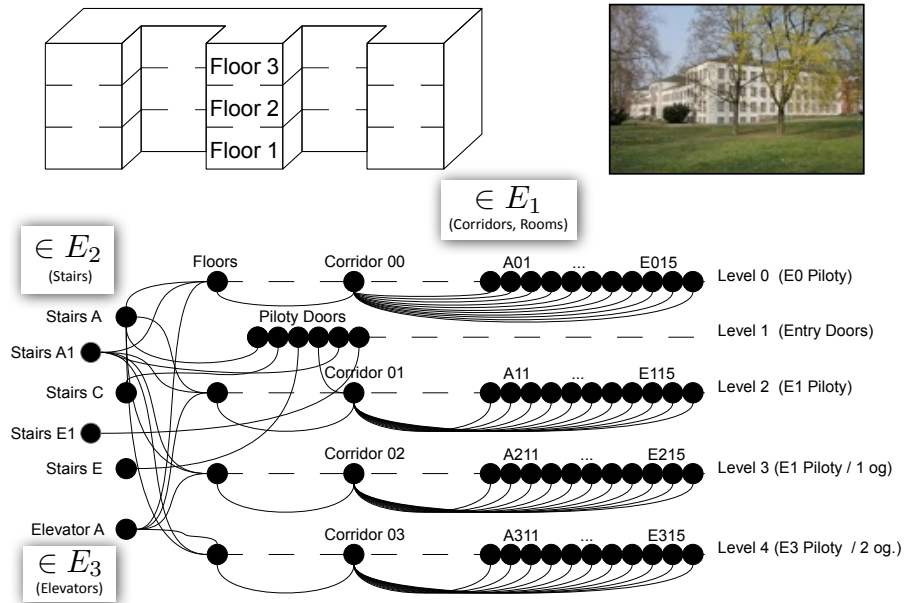 Floor 3
Floor 2
Floor 1
∈ E₁
(Corridors, Rooms)
∈ E₂
(Stairs)
Floors
Corridor 00
A01
...
E015
Level 0 (E0 Piloty)
Stairs A
Piloty Doors
Level 1 (Entry Doors)
Stairs A1
Stairs C
Corridor 01
A11
...
E115
Level 2 (E1 Piloty)
Stairs E1
Stairs E
Corridor 02
A211
...
E215
Level 3 (E1 Piloty / 1 og)
Elevator A
Corridor 03
A311
...
E315
Level 4 (E3 Piloty / 2 og.)
∈ E₃
(Elevators)